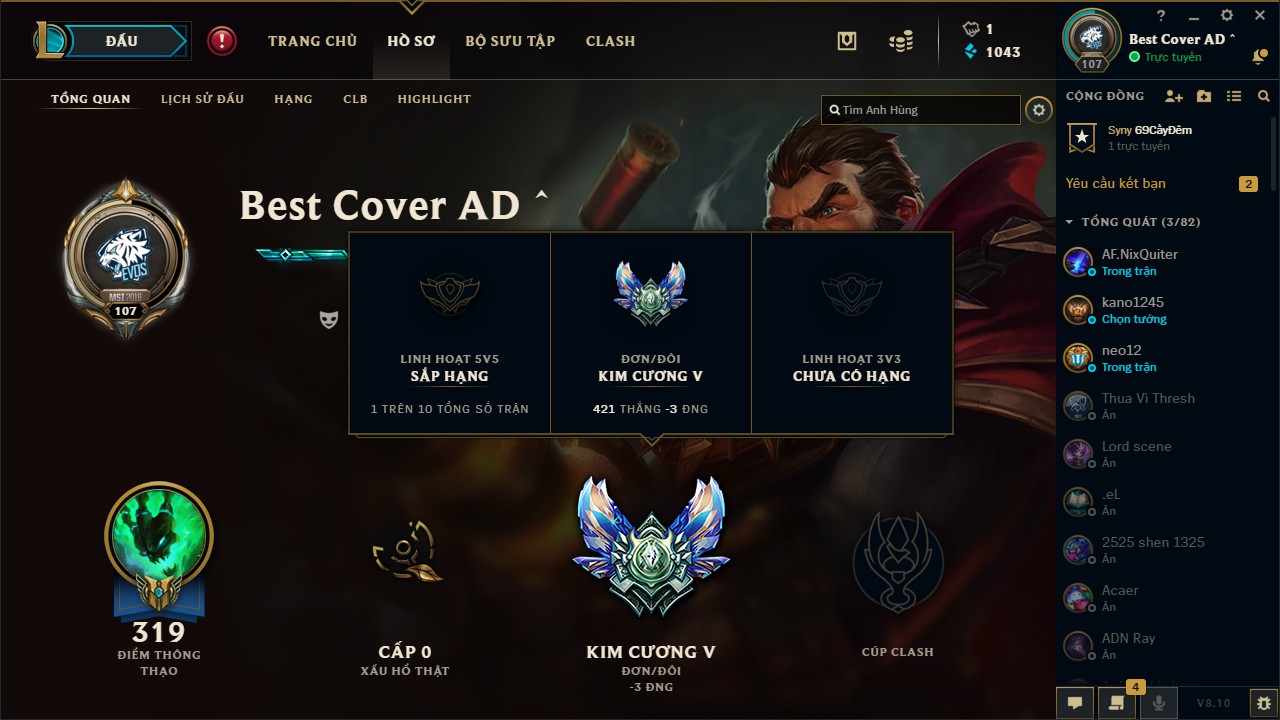 ĐẤU
TRANG CHỦ
HỒ SƠ
BỘ SƯU TẬP
CLASH
1
1043
107
Best Cover AD ˆ
Trực tuyến
TỔNG QUAN
LỊCH SỬ ĐẤU
HẠNG
CLB
HIGHLIGHT
Tìm Anh Hùng
CỘNG ĐỒNG
Syny 69CầyĐêm
1 trực tuyến
Yêu cầu kết bạn
2
TỔNG QUÁT (3/82)
AF.NixQuiter
Trong trận
kano1245
Chọn tướng
neo12
Trong trận
Thua Vì Thresh
Ẩn
Lord scene
Ẩn
.eL
Ẩn
2525 shen 1325
Ẩn
Acaer
Ẩn
ADN Ray
Ẩn
4
V8.10
Best Cover AD ˆ
EVOS
MST 2018
107
LINH HOẠT 5V5
SẮP HẠNG
1 TRÊN 10 TỔNG SỐ TRẬN
ĐƠN/ĐÔI
KIM CƯƠNG V
421 THẮNG -3 ĐNG
LINH HOẠT 3V3
CHƯA CÓ HẠNG
319
ĐIỂM THÔNG
THẠO
CẤP 0
XẤU HỔ THẬT
KIM CƯƠNG V
ĐƠN/ĐÔI
-3 ĐNG
CÚP CLASH